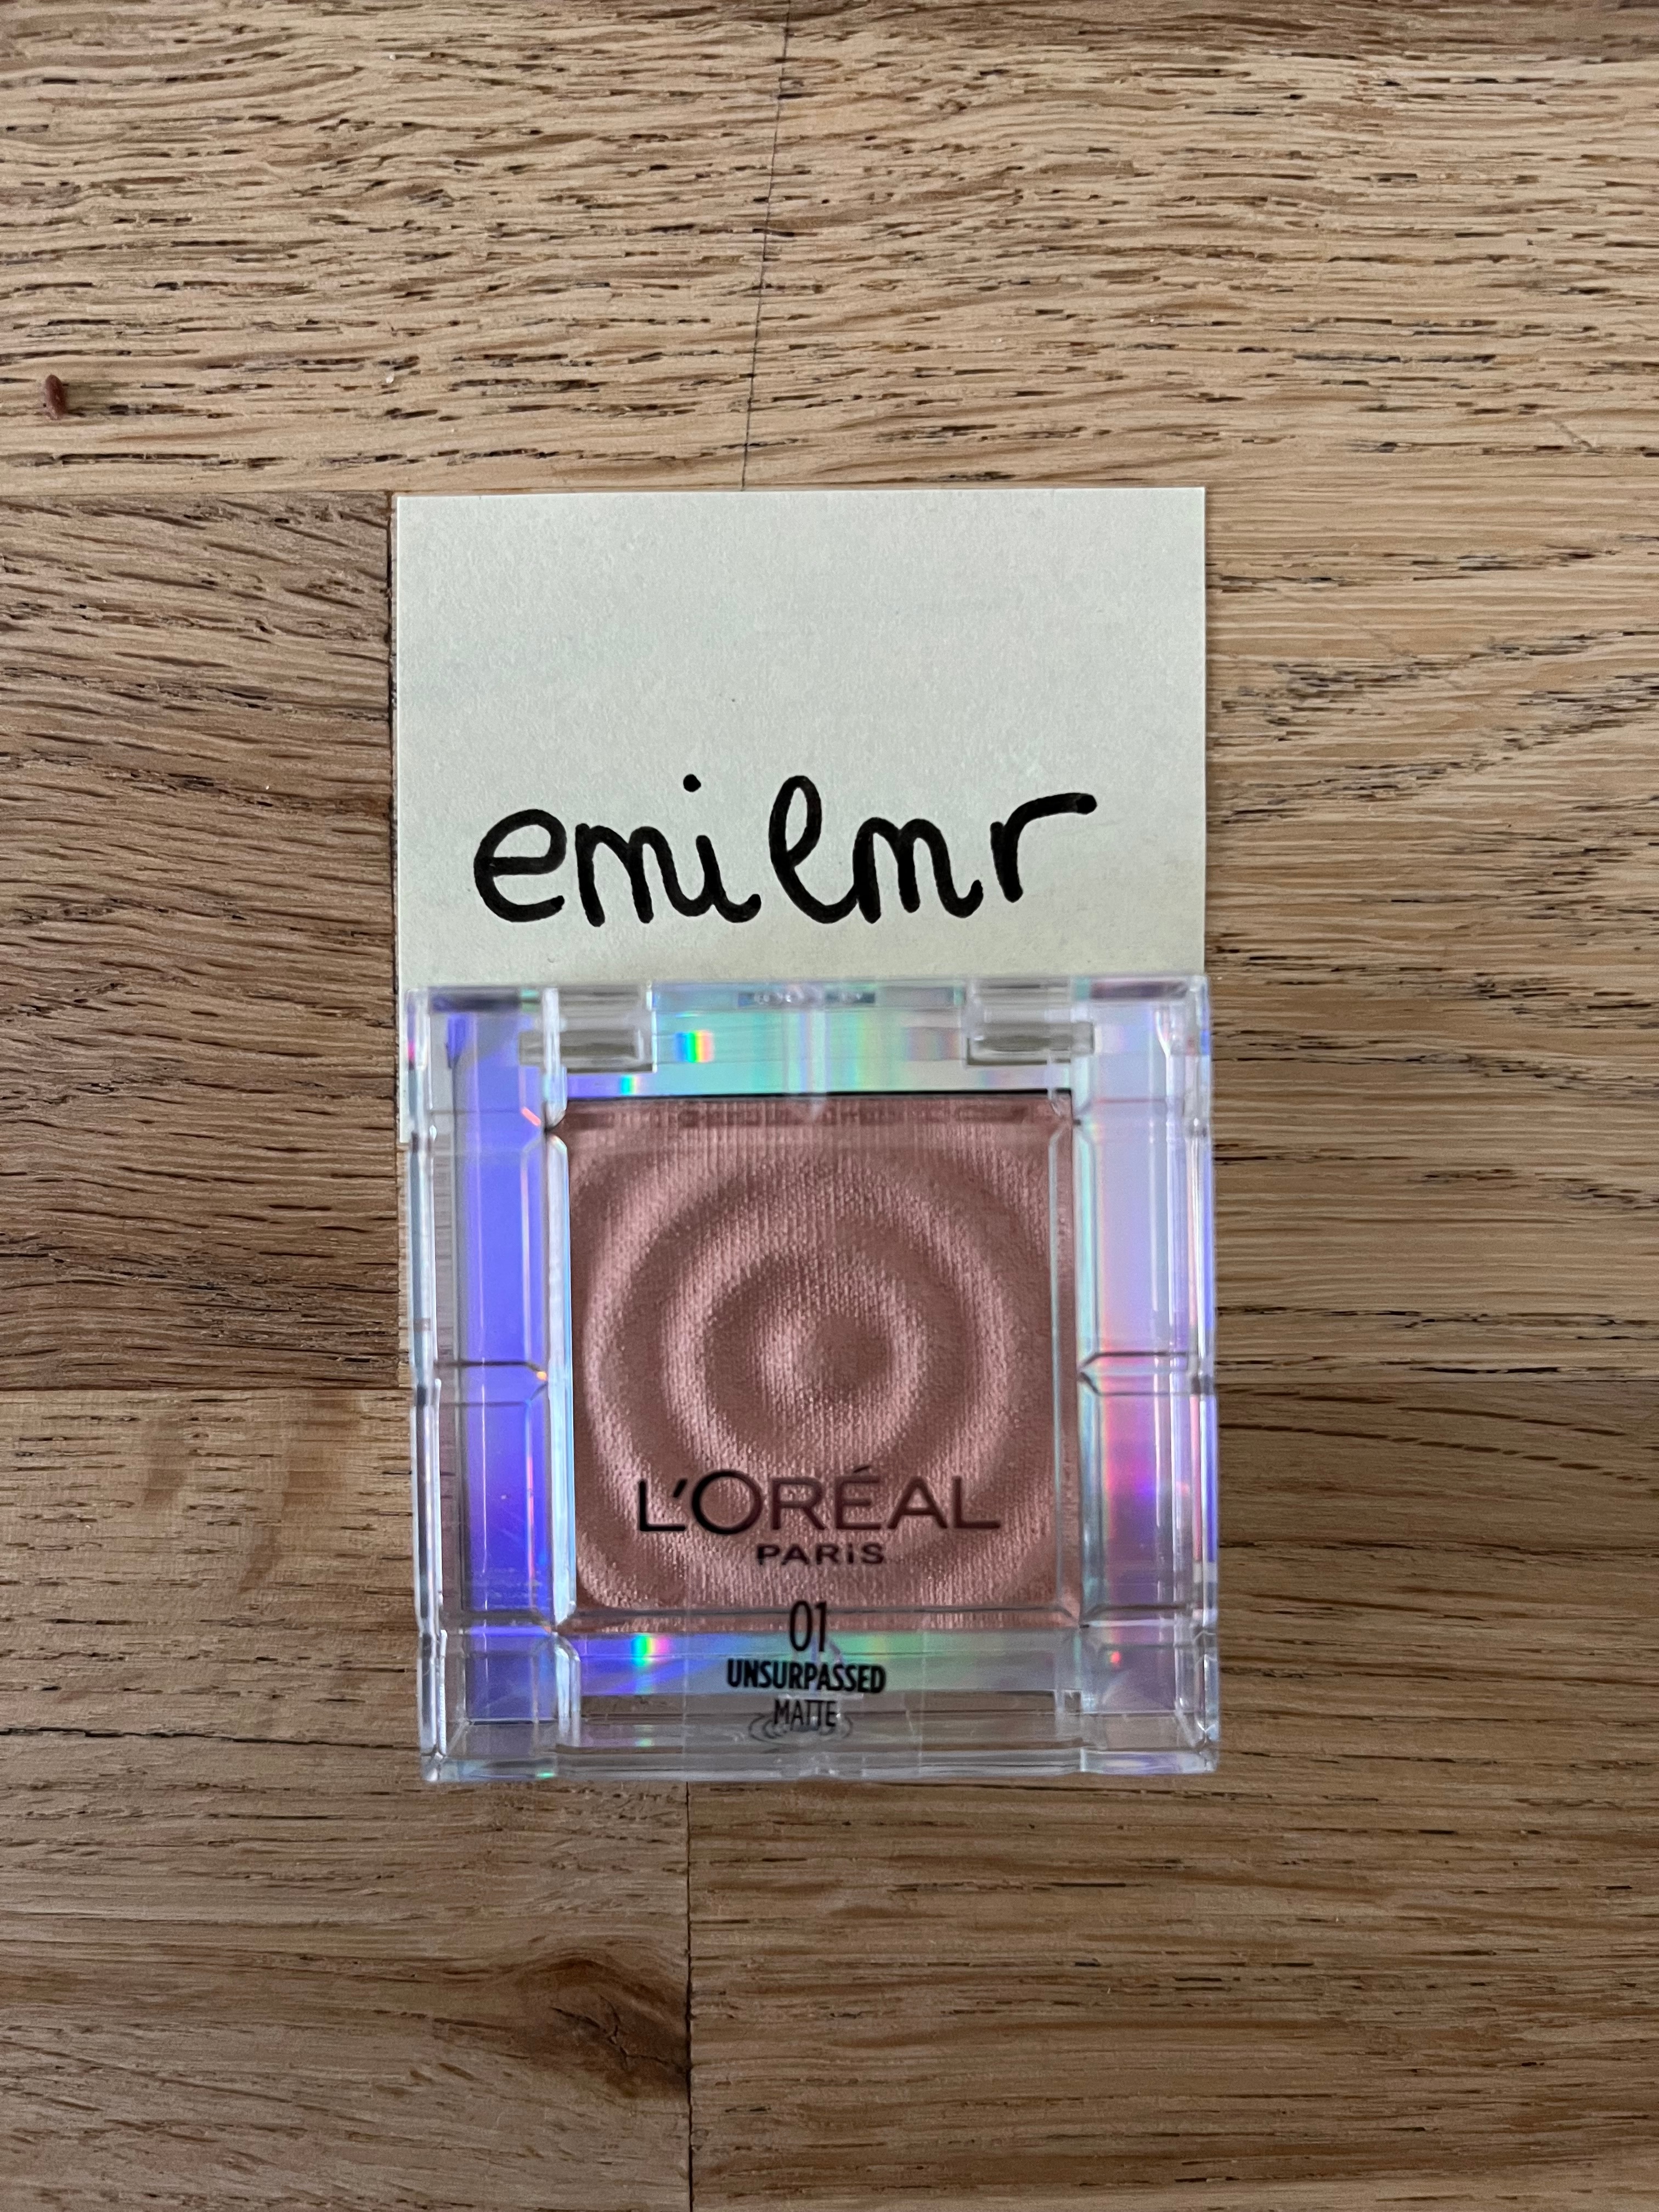 emilmr
L'ORÉAL
PARiS
01
UNSURPASSED
MATTE